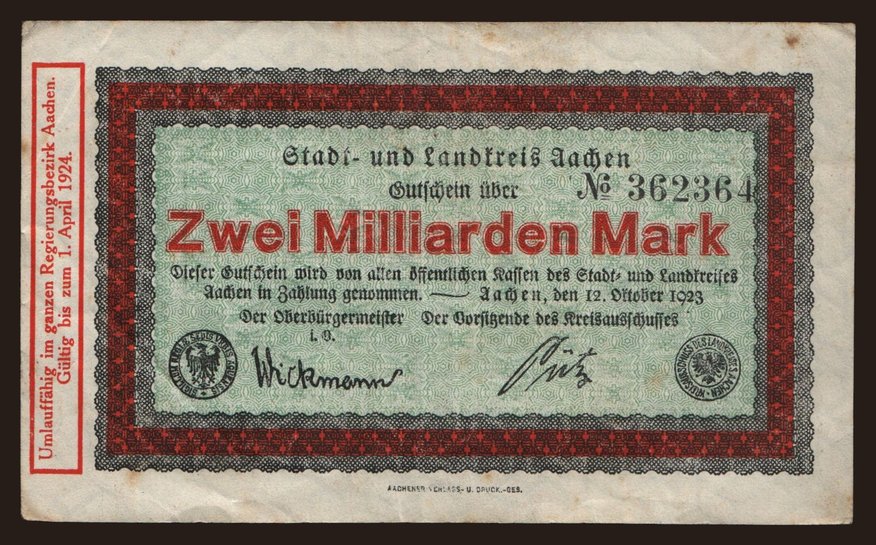 Umlauffähig im ganzen Regierungsbezirk Aachen.
Gültig bis zum 1. April 1924.
Stadt- und Landkreis Aachen
Gutschein über № 362364
Zwei Milliarden Mark
Dieser Gutschein wird von allen öffentlichen Kassen des Stadt- und Landkreises
Aachen in Zahlung genommen. — Aachen, den 12. Oktober 1923
Der Oberbürgermeister Der Vorsitzende des Kreisausschusses
i. V.
Wickmann Pütz
AACHENER VERLAGS- U. DRUCK.-GES.